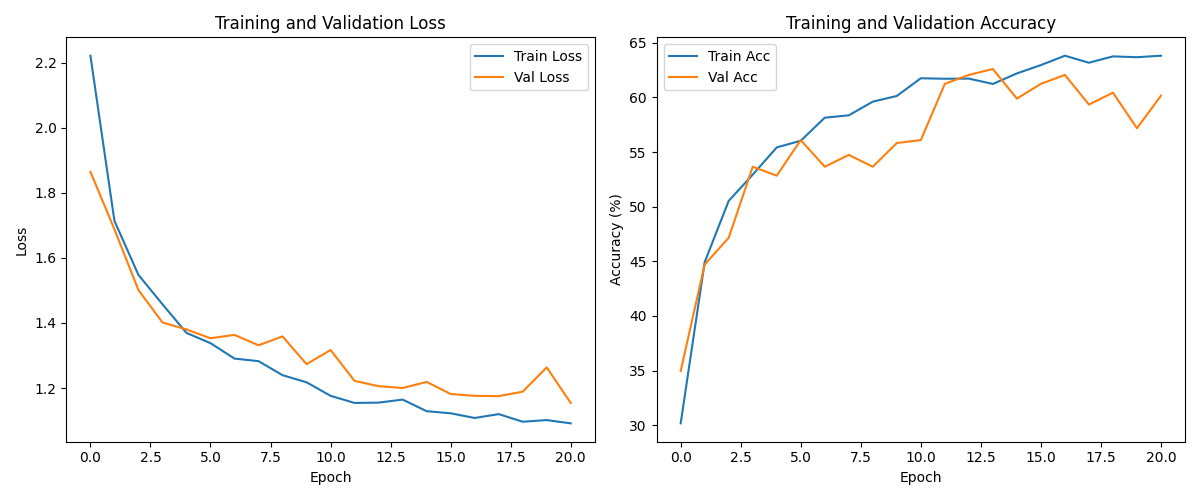 Training and Validation Loss
Train Loss
Val Loss
2.2
2.0
1.8
1.6
1.4
1.2
Loss
0.0 2.5 5.0 7.5 10.0 12.5 15.0 17.5 20.0
Epoch
Training and Validation Accuracy
Train Acc
Val Acc
65
60
55
50
45
40
35
30
Accuracy (%)
0.0 2.5 5.0 7.5 10.0 12.5 15.0 17.5 20.0
Epoch